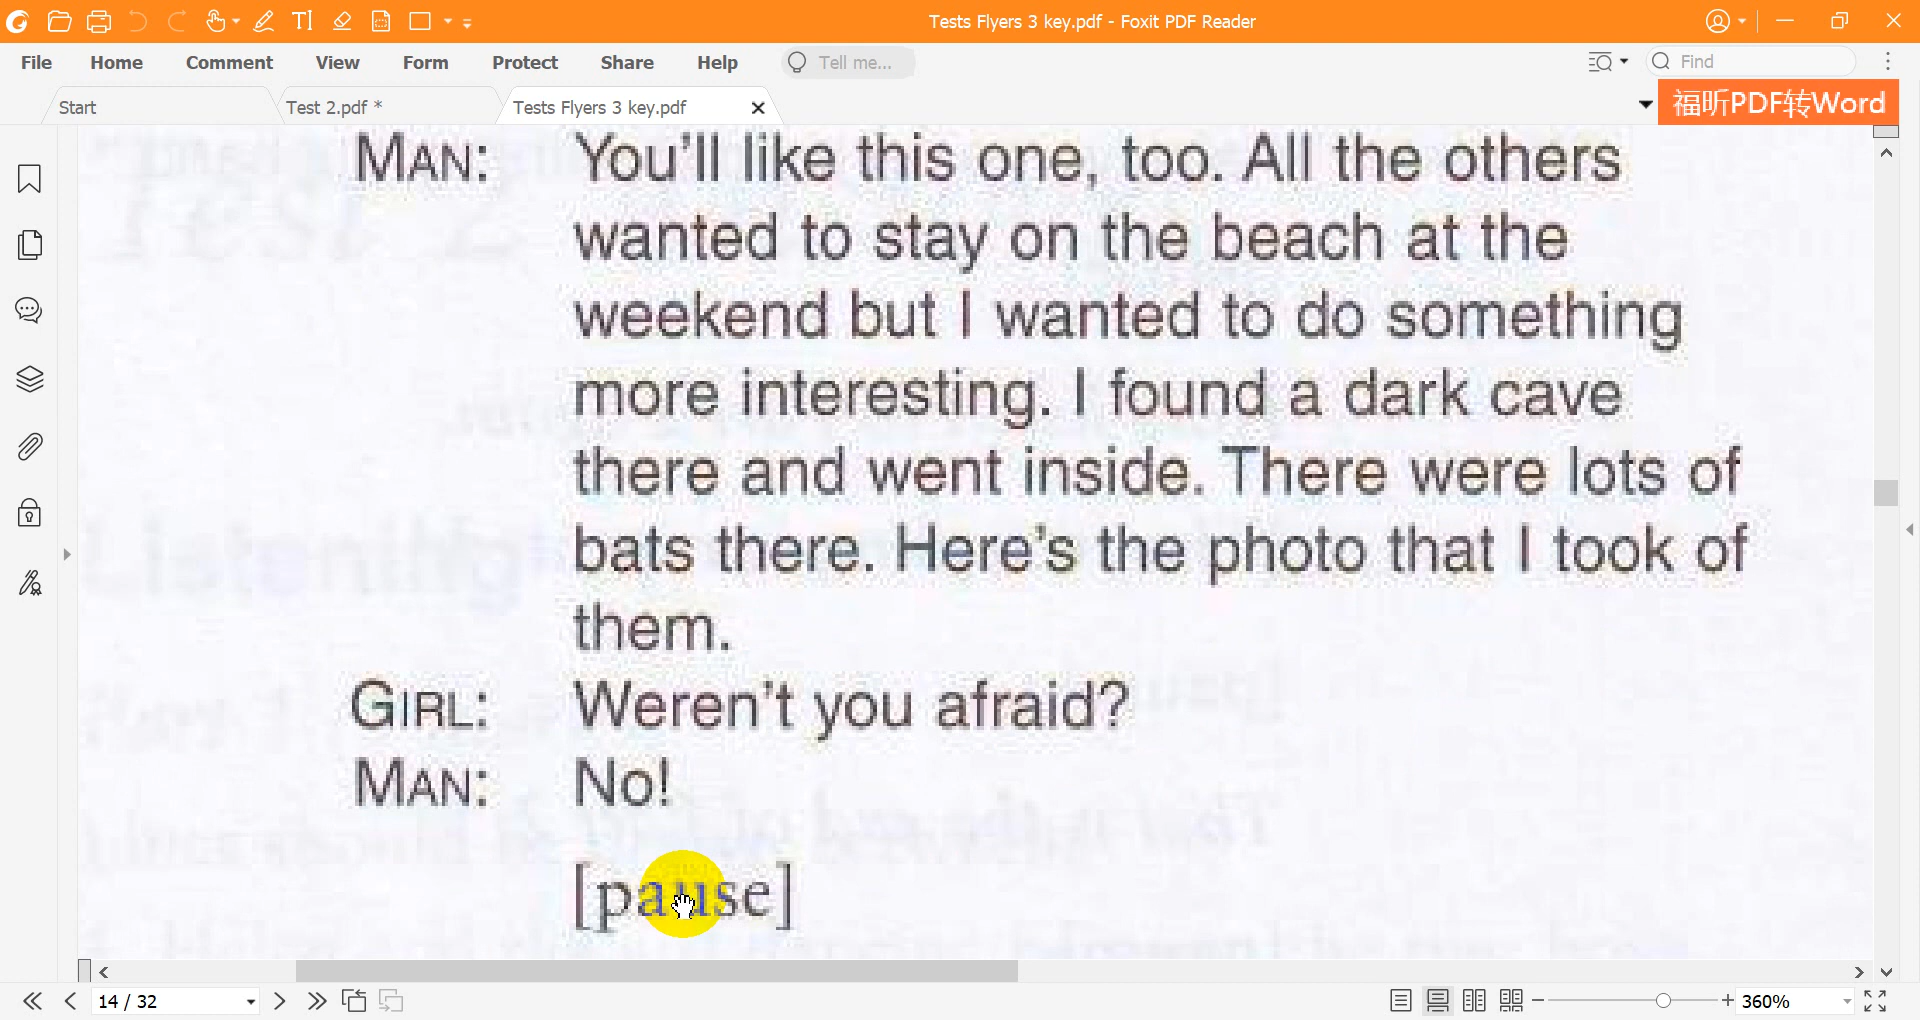 Tests Flyers 3 key.pdf - Foxit PDF Reader
File Home Comment View Form Protect Share Help Tell me... Find
Start Test 2.pdf * Tests Flyers 3 key.pdf 福昕PDF转Word
MAN: You'll like this one, too. All the others
wanted to stay on the beach at the
weekend but I wanted to do something
more interesting. I found a dark cave
there and went inside. There were lots of
bats there. Here's the photo that I took of
them.
GIRL: Weren't you afraid?
MAN: No!
[pause]
14 / 32 360%